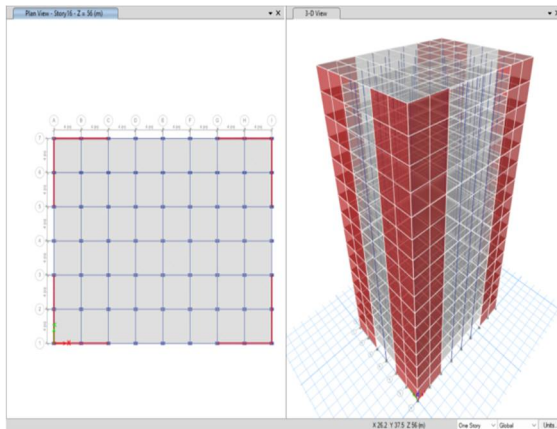 Plan View - Story16 - Z = 56 (m)
3-D View
A B C D E F G H I
7
6
5
4
3
2
1
X 26.2 Y 37.5 Z 56 (m)
One Story
Global
Units